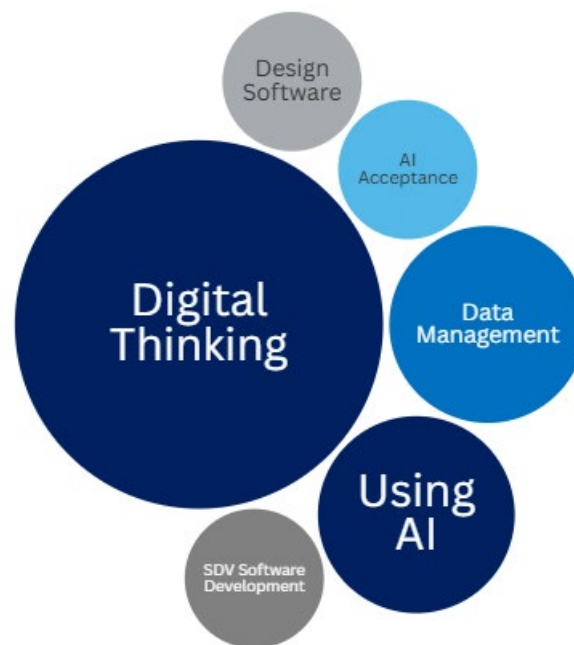 Design
Software
AI
Acceptance
Digital
Thinking
Data
Management
Using
AI
SDV Software
Development